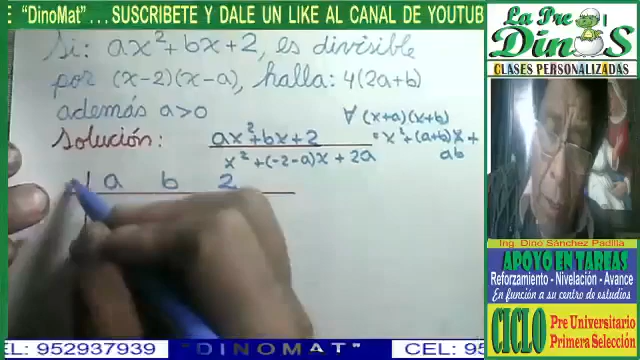 E "DinoMat"... SUSCRIBETE Y DALE UN LIKE AL CANAL DE YOUTUB
Si: ax²+bx+2, es divisible
por (x-2)(x-a), halla: 4(2a+b)
además a>0
∀ (x+a)(x+b)
Solución:
ax²+bx+2
x²+(-2-a)x+2a
x²+(a+b)x+
ab
1 a b 2
EL: 952937939 "DINOMAT" CEL: 95
La Pre
DinoS
CLASES PERSONALIZADAS
Ing. Dino Sánchez Padilla
APOYO EN TAREAS
Reforzamiento - Nivelación - Avance
En función a su centro de estudios
CICLO Pre Universitario
Primera Selección